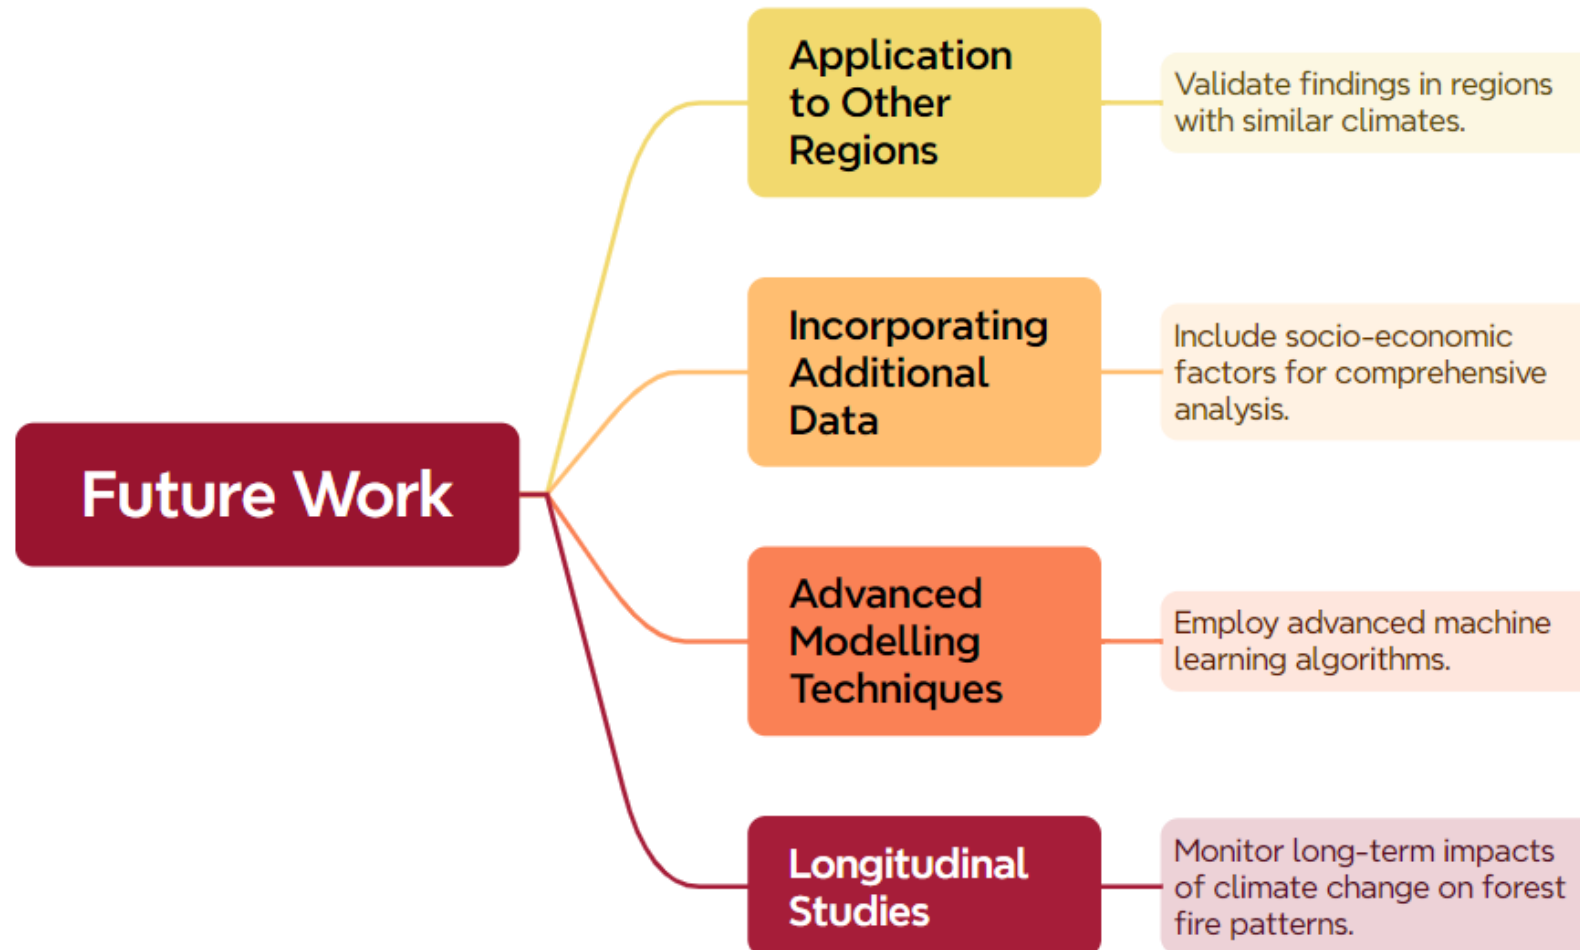 Future Work
Application
to Other
Regions
Validate findings in regions
with similar climates.
Incorporating
Additional
Data
Include socio-economic
factors for comprehensive
analysis.
Advanced
Modelling
Techniques
Employ advanced machine
learning algorithms.
Longitudinal
Studies
Monitor long-term impacts
of climate change on forest
fire patterns.